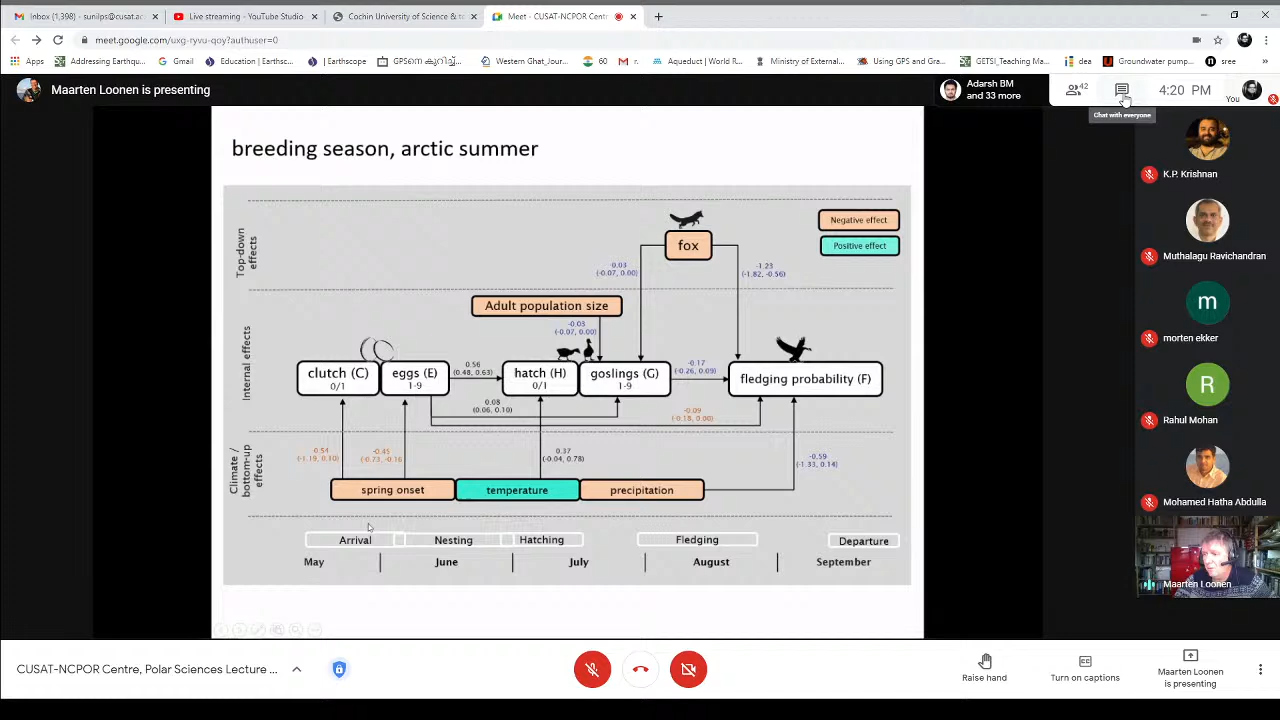 Inbox (1,398) - sunilps@cusat.ac
Live streaming - YouTube Studio
Cochin University of Science & te
Meet - CUSAT-NCPOR Centr
meet.google.com/uxg-ryvu-qoy?authuser=0
Apps
Addressing Earthqu...
Gmail
Education | Earthsc...
Earthscope
Western Ghat_Jour...
60
r.
Aqueduct | World R...
Ministry of External...
Using GPS and Gra...
GETSI_Teaching Ma...
dea
Groundwater pump...
sree
Maarten Loonen is presenting
Adarsh BM
and 33 more
42
4:20 PM
You
Chat with everyone
breeding season, arctic summer
Top-down
effects
fox
Negative effect
Positive effect
-0.03
(-0.07, 0.00)
-1.23
(-1.82, -0.56)
Internal effects
Adult population size
-0.03
(-0.07, 0.00)
clutch (C)
0/1
eggs (E)
1-9
0.56
(0.48, 0.63)
hatch (H)
0/1
goslings (G)
1-9
-0.17
(-0.26, 0.09)
fledging probability (F)
0.08
(0.06, 0.10)
-0.09
(-0.18, 0.00)
Climate /
bottom-up
effects
0.54
(-1.19, 0.10)
-0.45
(-0.73, -0.16
0.37
(-0.04, 0.78)
-0.59
(-1.33, 0.14)
spring onset
temperature
precipitation
Arrival
Nesting
Hatching
Fledging
Departure
May
June
July
August
September
K.P. Krishnan
Muthalagu Ravichandran
m
morten ekker
R
Rahul Mohan
Mohamed Hatha Abdulla
Maarten Loonen
CUSAT-NCPOR Centre, Polar Sciences Lecture ...
Raise hand
Turn on captions
Maarten Loonen
is presenting